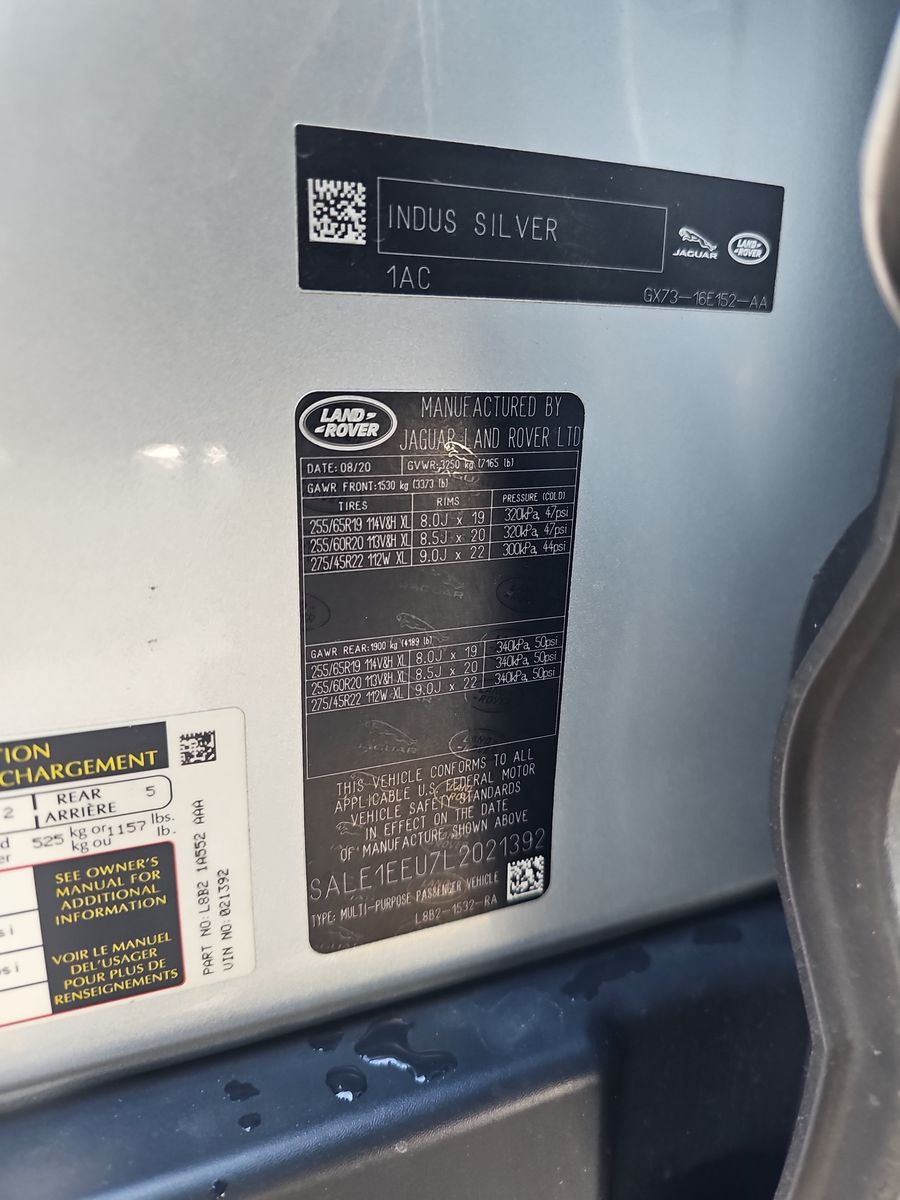 INDUS SILVER
JAGUAR
LAND ROVER
1AC
GX73-16E152-AA
LAND ROVER
MANUFACTURED BY
JAGUAR LAND ROVER LTD
DATE: 08/20 GVWR:3250 kg (7165 lb)
GAWR FRONT:1530 kg (3373 lb)
TIRES RIMS PRESSURE (COLD)
255/65R19 114V&H XL 8.0J x 19 320kPa, 47psi
255/60R20 113V&H XL 8.5J x 20 320kPa, 47psi
275/45R22 112W XL 9.0J x 22 300kPa, 44psi
GAWR REAR:1900 kg (4189 lb)
255/65R19 114V&H XL 8.0J x 19 340kPa, 50psi
255/60R20 113V&H XL 8.5J x 20 340kPa, 50psi
275/45R22 112W XL 9.0J x 22 340kPa, 50psi
JAGUAR
THIS VEHICLE CONFORMS TO ALL
APPLICABLE U.S FEDERAL MOTOR
VEHICLE SAFETY STANDARDS
IN EFFECT ON THE DATE
OF MANUFACTURE SHOWN ABOVE
SALE1EEU7L2021392
TYPE: MULTI-PURPOSE PASSENGER VEHICLE
L8B2-1532-RA
TION
CHARGEMENT
2 REAR 5
ARRIÈRE
525 kg or 1157 lbs.
kg ou lb.
SEE OWNER'S
MANUAL FOR
ADDITIONAL
INFORMATION
VOIR LE MANUEL
DE L'USAGER
POUR PLUS DE
RENSEIGNEMENTS
PART NO:L8B2 1A552 AAA
VIN NO:021392